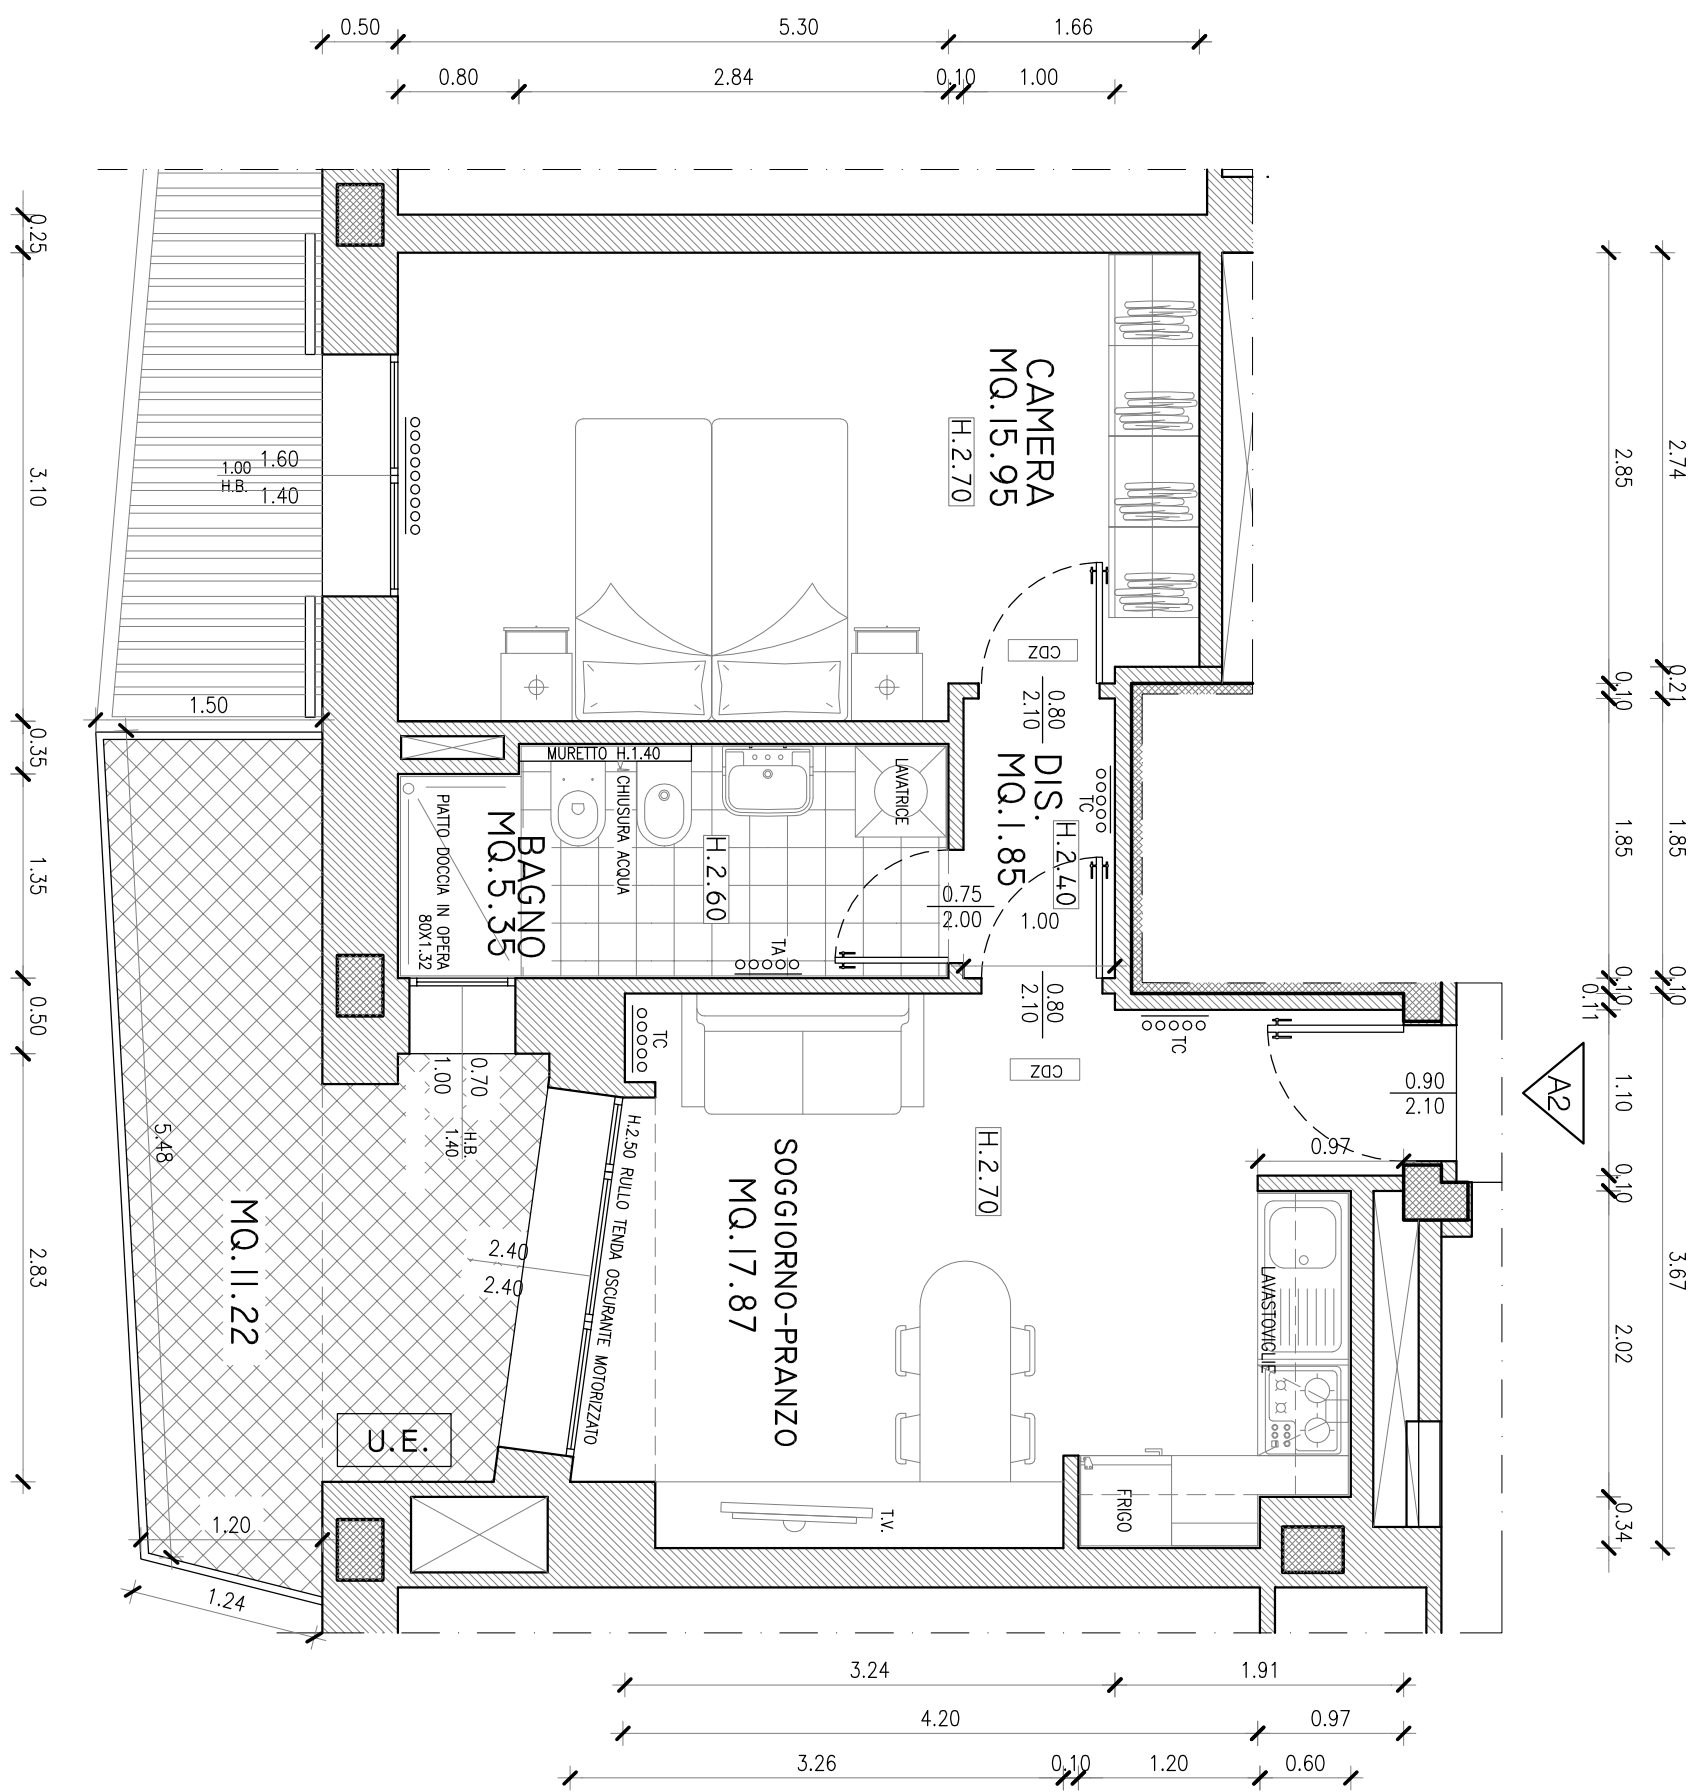 0.50
5.30
1.66
0.80
2.84
0.10
1.00
0.25
3.10
0.35
1.35
0.50
2.83
2.74
0.21
1.85
0.10
3.67
2.85
0.10
1.85
0.10
0.11
1.10
0.10
2.02
0.34
CAMERA
MQ.15.95
H.2.70
1.60
1.40
1.00
H.B.
CDZ
0.80
2.10
DIS.
MQ.1.85
H.2.40
TC
1.50
MURETTO H.1.40
CHIUSURA ACQUA
LAVATRICE
PIATTO DOCCIA IN OPERA
80X1.32
BAGNO
MQ.5.35
H.2.60
TA
0.75
2.00
1.00
0.80
2.10
CDZ
TC
TC
0.90
2.10
A2
0.97
0.70
1.00
H.B.
1.40
5.48
MQ.11.22
2.40
2.40
H.2.50 RULLO TENDA OSCURANTE MOTORIZZATO
SOGGIORNO-PRANZO
MQ.17.87
H.2.70
LAVASTOVIGLIE
FRIGO
T.V.
U.E.
1.20
1.24
3.24
1.91
4.20
0.97
3.26
0.10
1.20
0.60